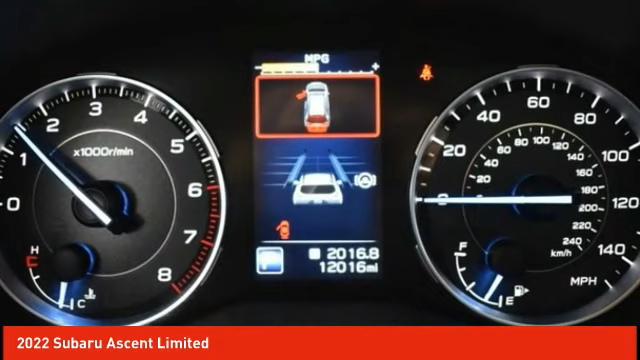 MPG
- +
0 1 2 3 4 5 6 7 8
x1000r/min
H
C
2016.8
12016mi
0 20 40 60 80 100 120 140
20 40 60 80 100 120 140 160 180 200 220 240
km/h
MPH
F
E
2022 Subaru Ascent Limited